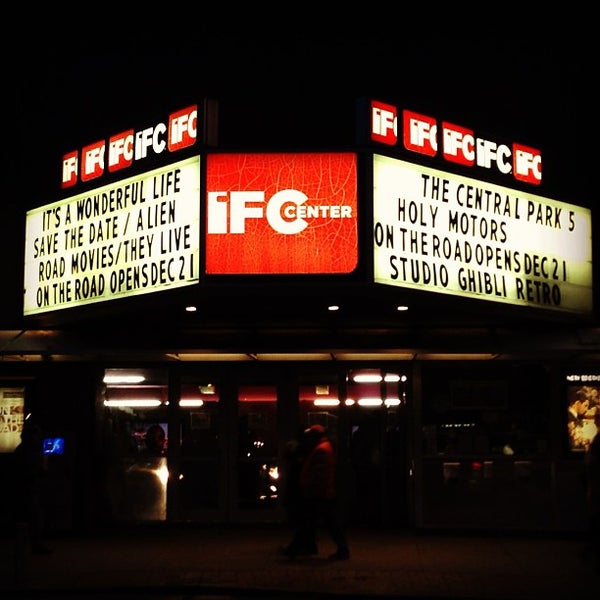 iFC iFC iFC iFC
iFC iFC iFC iFC iFC
IT'S A WONDERFUL LIFE
SAVE THE DATE / ALIEN
ROAD MOVIES/THEY LIVE
ON THE ROAD OPENS DEC 21
iFC
CENTER
THE CENTRAL PARK 5
HOLY MOTORS
ON THE ROAD OPENS DEC 21
STUDIO GHIBLI RETRO